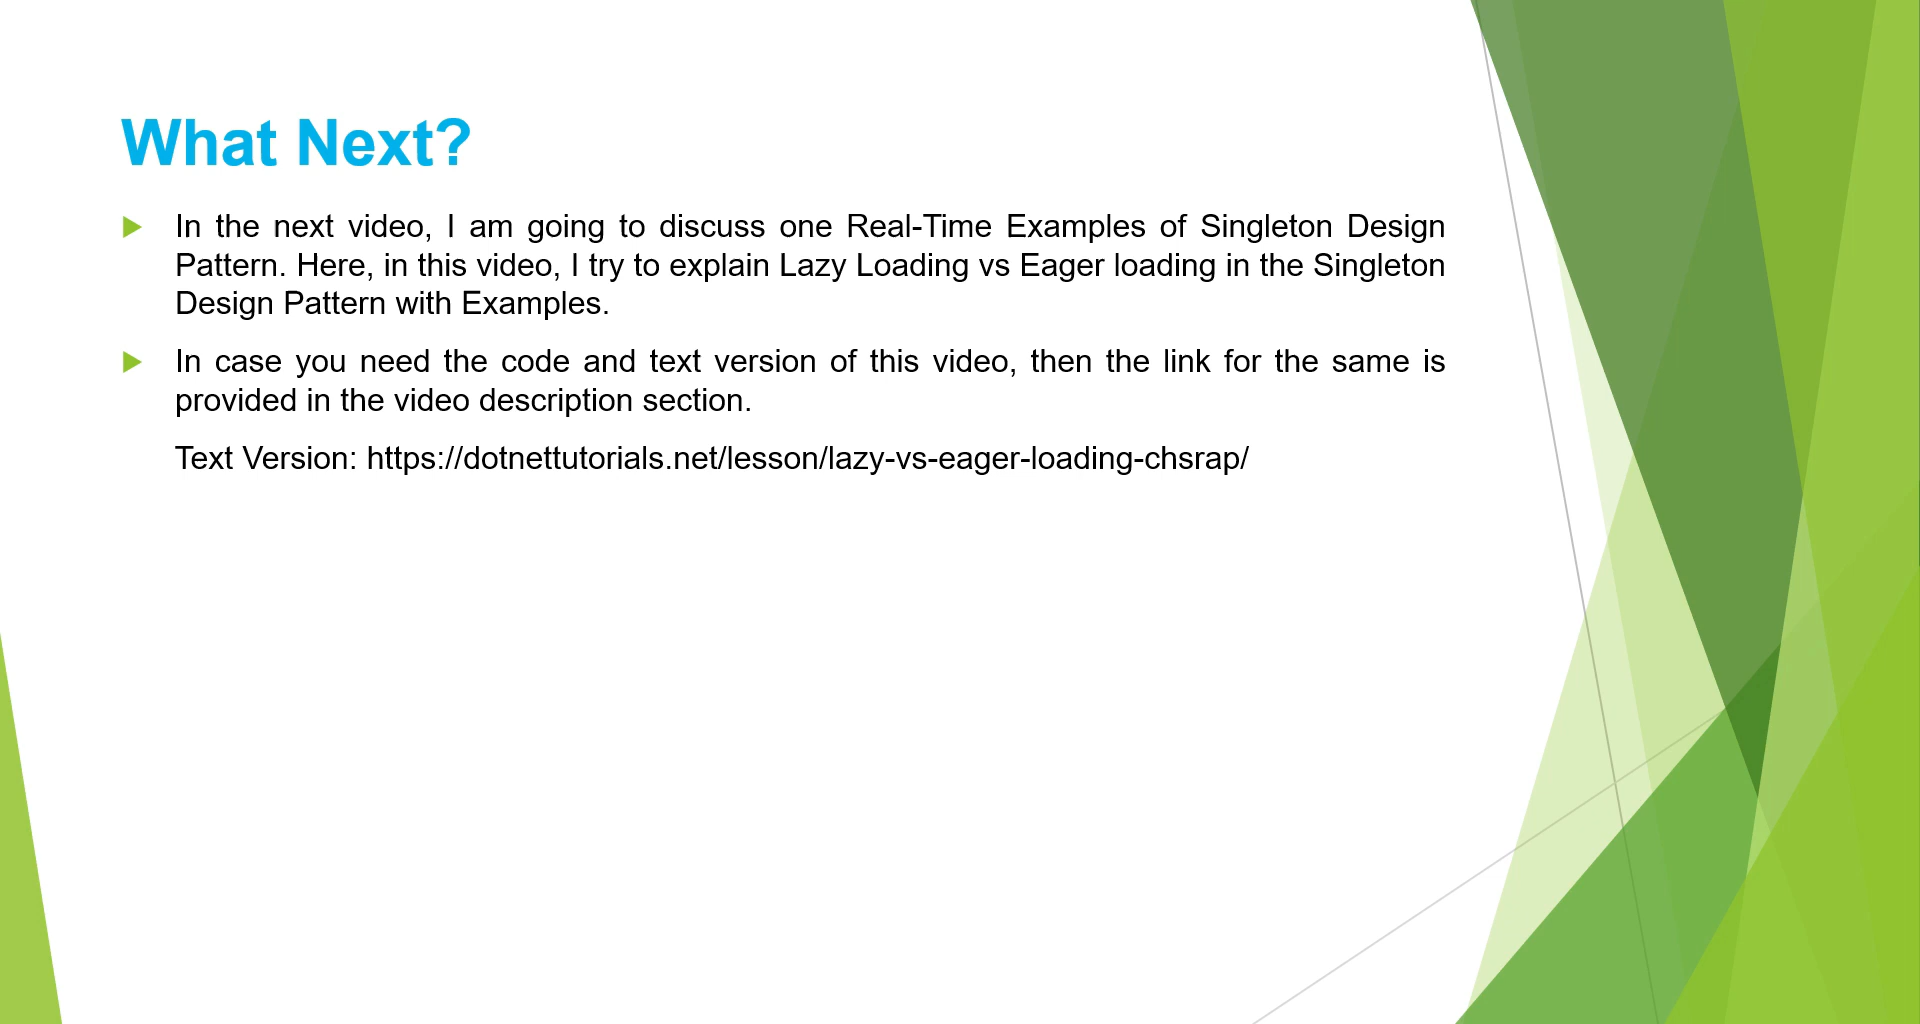 What Next?
In the next video, I am going to discuss one Real-Time Examples of Singleton Design
Pattern. Here, in this video, I try to explain Lazy Loading vs Eager loading in the Singleton
Design Pattern with Examples.
In case you need the code and text version of this video, then the link for the same is
provided in the video description section.
Text Version: https://dotnettutorials.net/lesson/lazy-vs-eager-loading-chsrap/